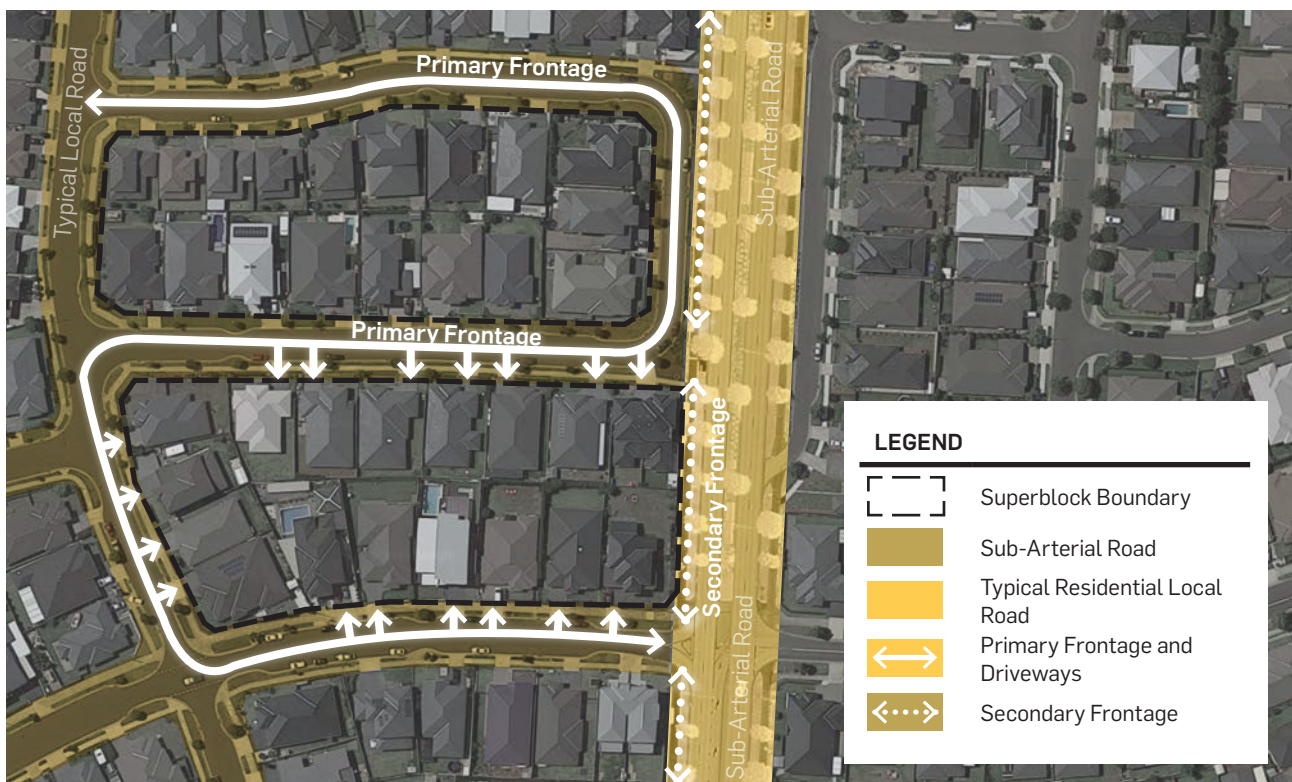 Primary Frontage
Typical Local Road
Sub-Arterial Road
Primary Frontage
Secondary Frontage
Sub-Arterial Road
LEGEND
Superblock Boundary
Sub-Arterial Road
Typical Residential Local
Road
Primary Frontage and
Driveways
Secondary Frontage